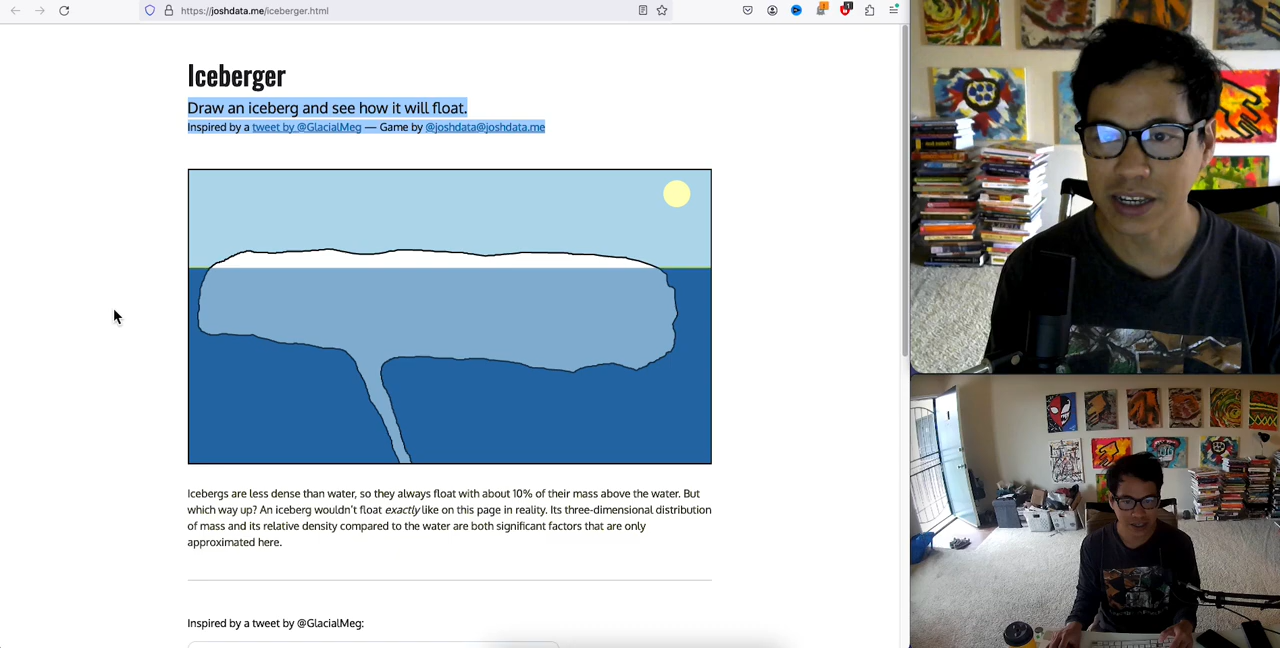 https://joshdata.me/iceberger.html
Iceberger
Draw an iceberg and see how it will float.
Inspired by a tweet by @GlacialMeg — Game by @joshdata@joshdata.me
Icebergs are less dense than water, so they always float with about 10% of their mass above the water. But
which way up? An iceberg wouldn't float exactly like on this page in reality. Its three-dimensional distribution
of mass and its relative density compared to the water are both significant factors that are only
approximated here.
Inspired by a tweet by @GlacialMeg: